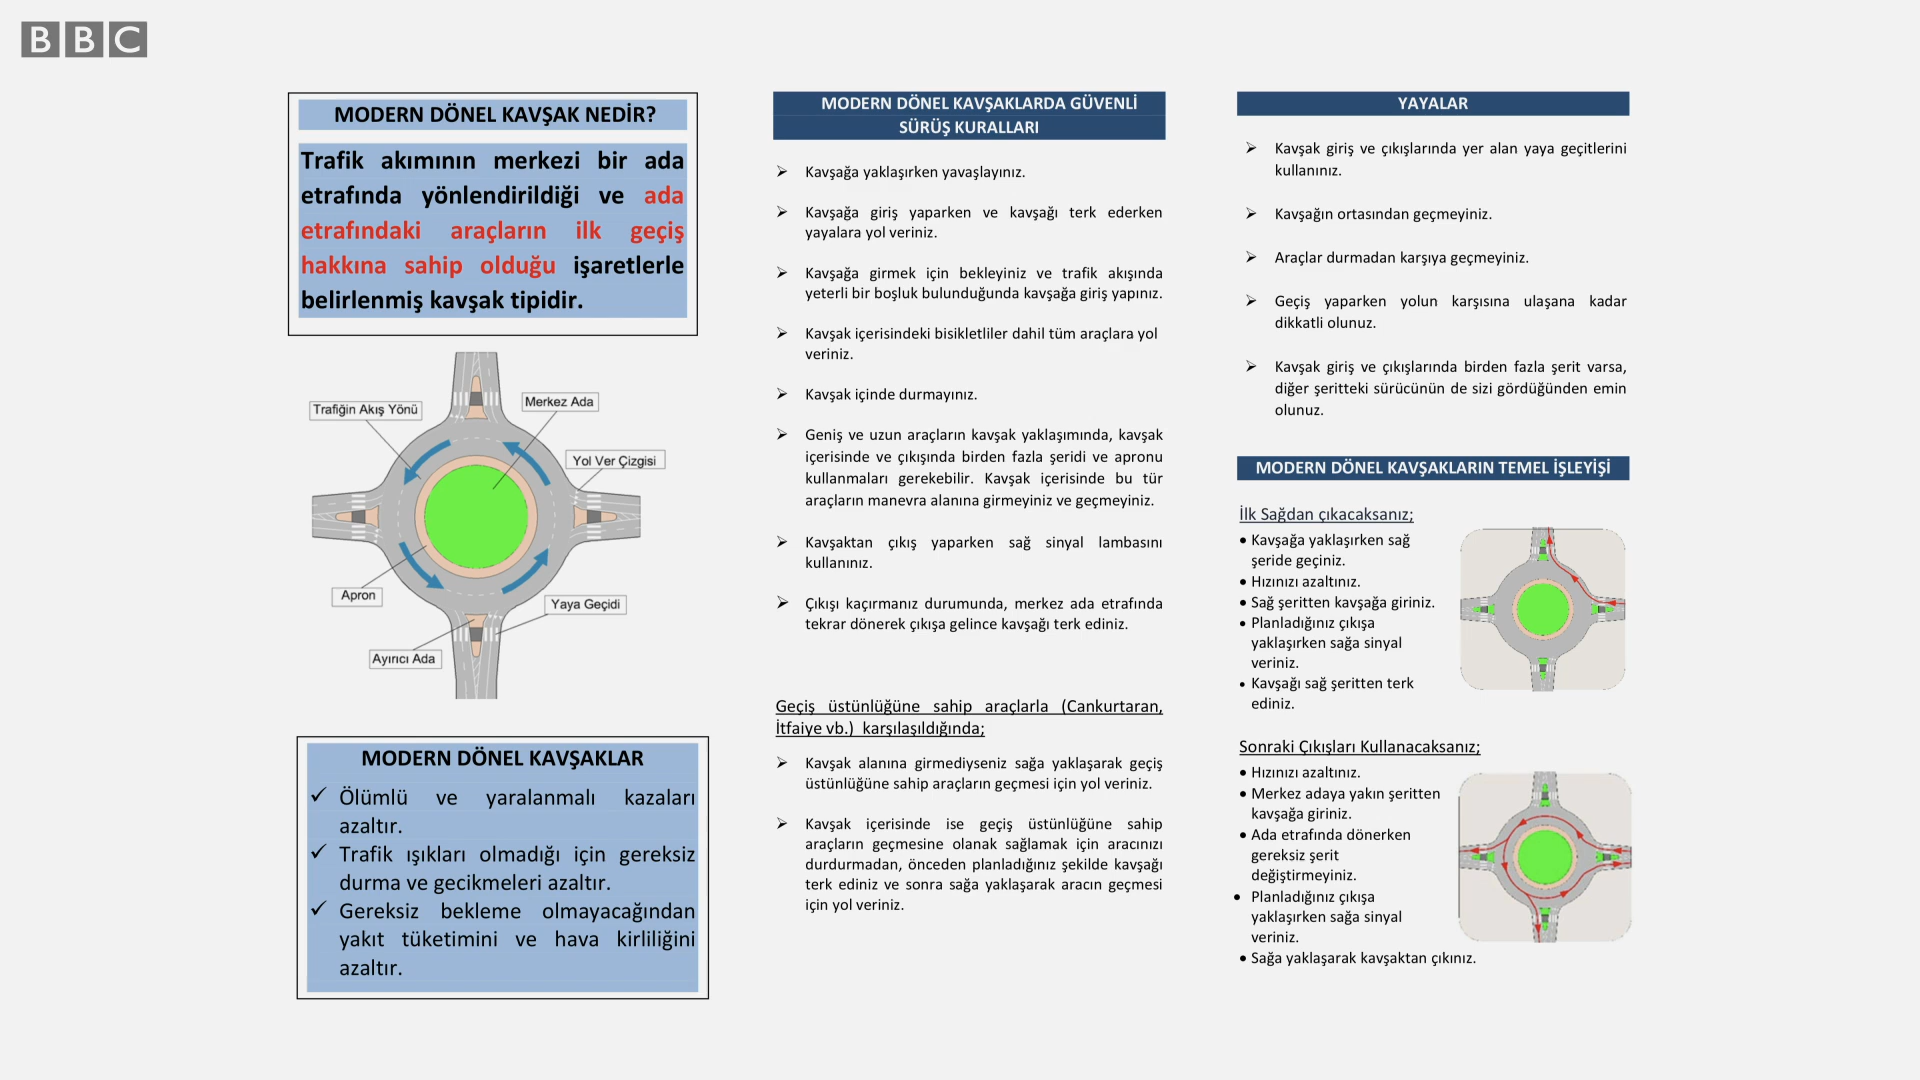 BBC
MODERN DÖNEL KAVŞAK NEDİR?
Trafik akımının merkezi bir ada
etrafında yönlendirildiği ve ada
etrafındaki araçların ilk geçiş
hakkına sahip olduğu işaretlerle
belirlenmiş kavşak tipidir.
Trafiğin Akış Yönü
Merkez Ada
Yol Ver Çizgisi
Apron
Yaya Geçidi
Ayırıcı Ada
MODERN DÖNEL KAVŞAKLAR
✓ Ölümlü ve yaralanmalı kazaları
azaltır.
✓ Trafik ışıkları olmadığı için gereksiz
durma ve gecikmeleri azaltır.
✓ Gereksiz bekleme olmayacağından
yakıt tüketimini ve hava kirliliğini
azaltır.
MODERN DÖNEL KAVŞAKLARDA GÜVENLİ
SÜRÜŞ KURALLARI
➢ Kavşağa yaklaşırken yavaşlayınız.
➢ Kavşağa giriş yaparken ve kavşağı terk ederken
yayalara yol veriniz.
➢ Kavşağa girmek için bekleyiniz ve trafik akışında
yeterli bir boşluk bulunduğunda kavşağa giriş yapınız.
➢ Kavşak içerisindeki bisikletliler dahil tüm araçlara yol
veriniz.
➢ Kavşak içinde durmayınız.
➢ Geniş ve uzun araçların kavşak yaklaşımında, kavşak
içerisinde ve çıkışında birden fazla şeridi ve apronu
kullanmaları gerekebilir. Kavşak içerisinde bu tür
araçların manevra alanına girmeyiniz ve geçmeyiniz.
➢ Kavşaktan çıkış yaparken sağ sinyal lambasını
kullanınız.
➢ Çıkışı kaçırmanız durumunda, merkez ada etrafında
tekrar dönerek çıkışa gelince kavşağı terk ediniz.
Geçiş üstünlüğüne sahip araçlarla (Cankurtaran,
İtfaiye vb.) karşılaşıldığında;
➢ Kavşak alanına girmediyseniz sağa yaklaşarak geçiş
üstünlüğüne sahip araçların geçmesi için yol veriniz.
➢ Kavşak içerisinde ise geçiş üstünlüğüne sahip
araçların geçmesine olanak sağlamak için aracınızı
durdurmadan, önceden planladığınız şekilde kavşağı
terk ediniz ve sonra sağa yaklaşarak aracın geçmesi
için yol veriniz.
YAYALAR
➢ Kavşak giriş ve çıkışlarında yer alan yaya geçitlerini
kullanınız.
➢ Kavşağın ortasından geçmeyiniz.
➢ Araçlar durmadan karşıya geçmeyiniz.
➢ Geçiş yaparken yolun karşısına ulaşana kadar
dikkatli olunuz.
➢ Kavşak giriş ve çıkışlarında birden fazla şerit varsa,
diğer şeritteki sürücünün de sizi gördüğünden emin
olunuz.
MODERN DÖNEL KAVŞAKLARIN TEMEL İŞLEYİŞİ
İlk Sağdan çıkacaksanız;
• Kavşağa yaklaşırken sağ
şeride geçiniz.
• Hızınızı azaltınız.
• Sağ şeritten kavşağa giriniz.
• Planladığınız çıkışa
yaklaşırken sağa sinyal
veriniz.
• Kavşağı sağ şeritten terk
ediniz.
Sonraki Çıkışları Kullanacaksanız;
• Hızınızı azaltınız.
• Merkez adaya yakın şeritten
kavşağa giriniz.
• Ada etrafında dönerken
gereksiz şerit
değiştirmeyiniz.
• Planladığınız çıkışa
yaklaşırken sağa sinyal
veriniz.
• Sağa yaklaşarak kavşaktan çıkınız.